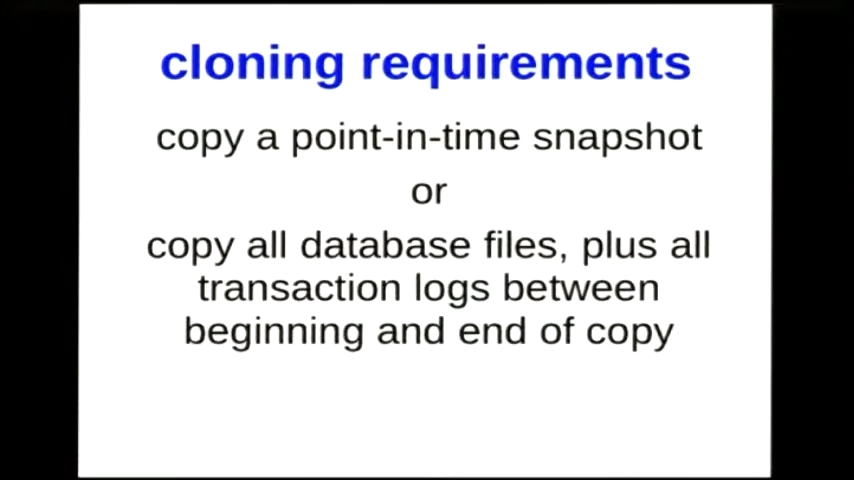 cloning requirements
copy a point-in-time snapshot
or
copy all database files, plus all
transaction logs between
beginning and end of copy